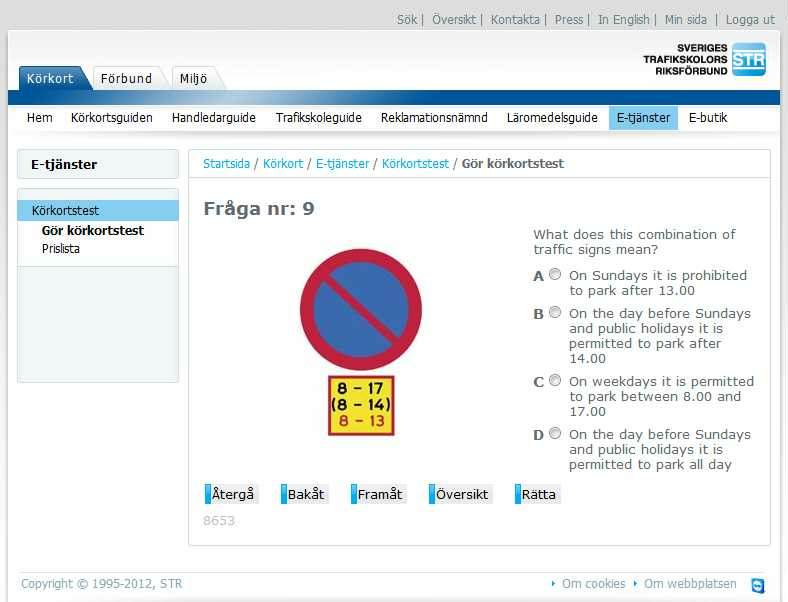 Sök | Översikt | Kontakta | Press | In English | Min sida | Logga ut
SVERIGES
TRAFIKSKOLORS
RIKSFÖRBUND
STR
Körkort Förbund Miljö
Hem Körkortsguiden Handledarguide Trafikskoleguide Reklamationsnämnd Läromedelsguide E-tjänster E-butik
E-tjänster
Körkortstest
Gör körkortstest
Prislista
Startsida / Körkort / E-tjänster / Körkortstest / Gör körkortstest
Fråga nr: 9
8 - 17
(8 - 14)
8 - 13
What does this combination of
traffic signs mean?
A On Sundays it is prohibited
to park after 13.00
B On the day before Sundays
and public holidays it is
permitted to park after
14.00
C On weekdays it is permitted
to park between 8.00 and
17.00
D On the day before Sundays
and public holidays it is
permitted to park all day
Återgå Bakåt Framåt Översikt Rätta
8653
Copyright © 1995-2012, STR
Om cookies Om webbplatsen